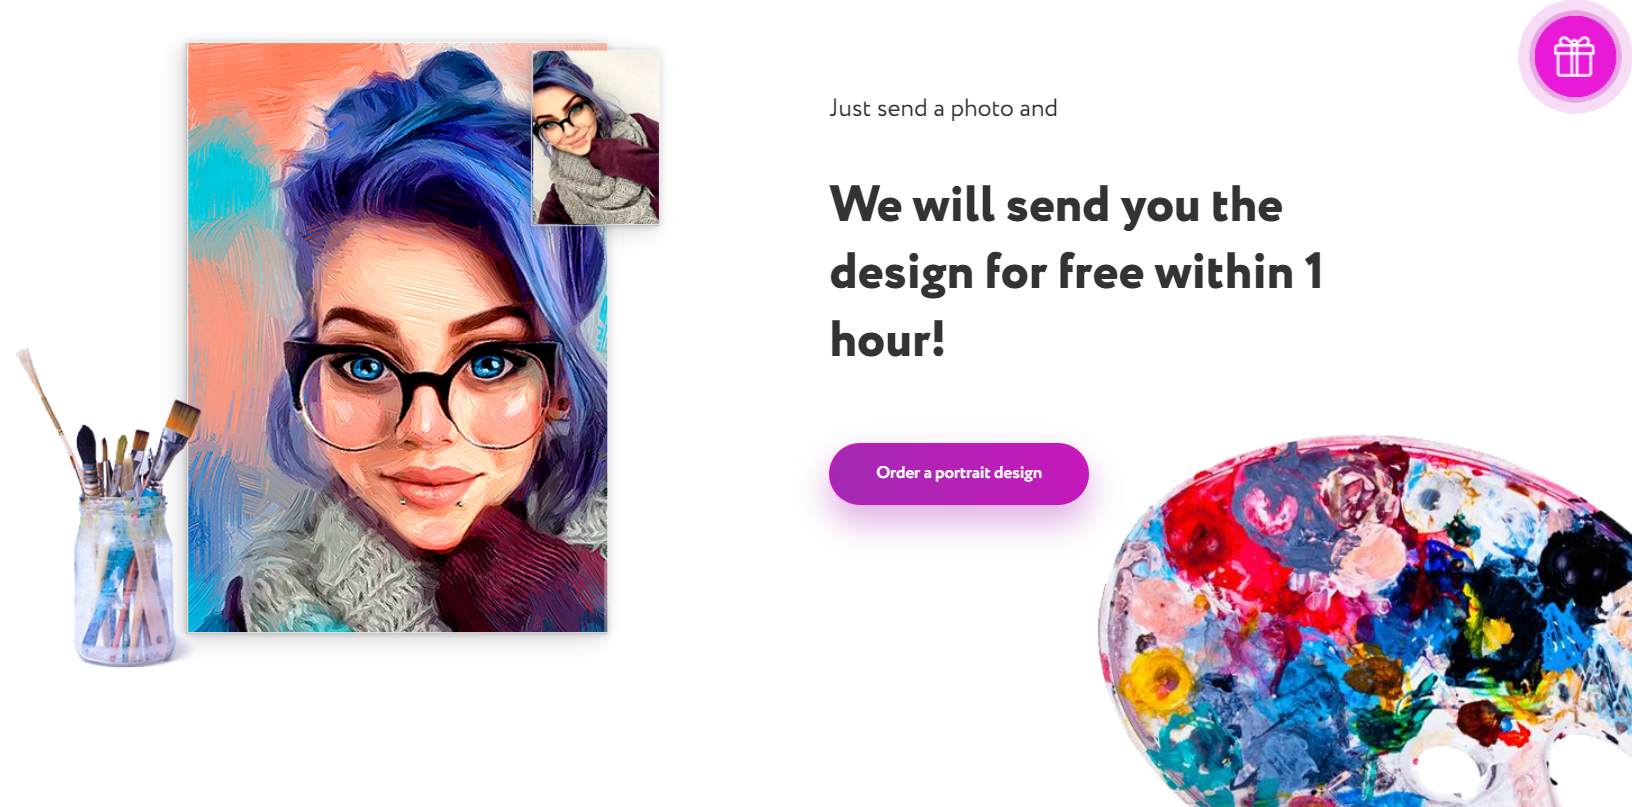 Just send a photo and
We will send you the
design for free within 1
hour!
Order a portrait design